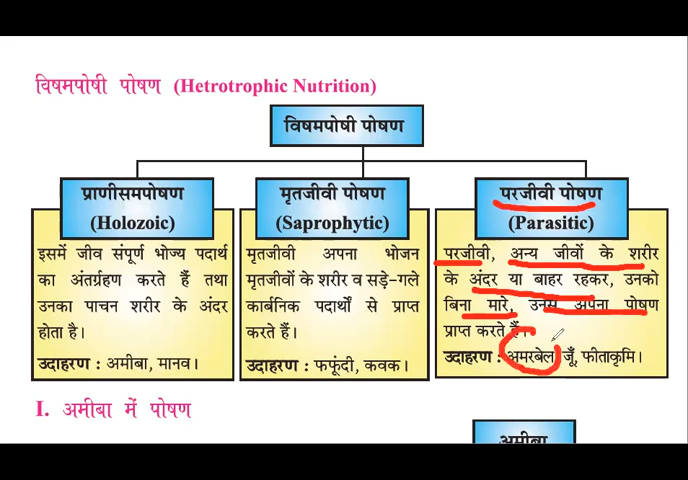 विषमपोषी पोषण (Hetrotrophic Nutrition)
विषमपोषी पोषण
प्राणीसमपोषण
(Holozoic)
इसमें जीव संपूर्ण भोज्य पदार्थ
का अंतर्ग्रहण करते हैं तथा
उनका पाचन शरीर के अंदर
होता है।
उदाहरण : अमीबा, मानव।
मृतजीवी पोषण
(Saprophytic)
मृतजीवी अपना भोजन
मृतजीवों के शरीर व सड़े-गले
कार्बनिक पदार्थों से प्राप्त
करते हैं।
उदाहरण : फफूंदी, कवक।
परजीवी पोषण
(Parasitic)
परजीवी, अन्य जीवों के शरीर
के अंदर या बाहर रहकर, उनको
बिना मारे, उनसे अपना पोषण
प्राप्त करते हैं।
उदाहरण : अमरबेल, जूँ, फीताकृमि।
I. अमीबा में पोषण
अमीबा